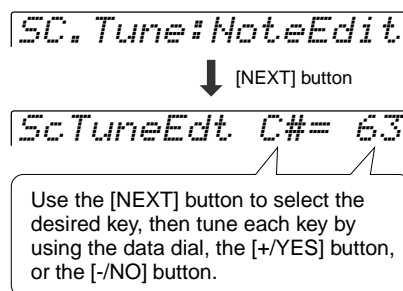 SC.Tune:NoteEdit
[NEXT] button
ScTuneEdt C#= 63
Use the [NEXT] button to select the
desired key, then tune each key by
using the data dial, the [+/YES] button,
or the [-/NO] button.